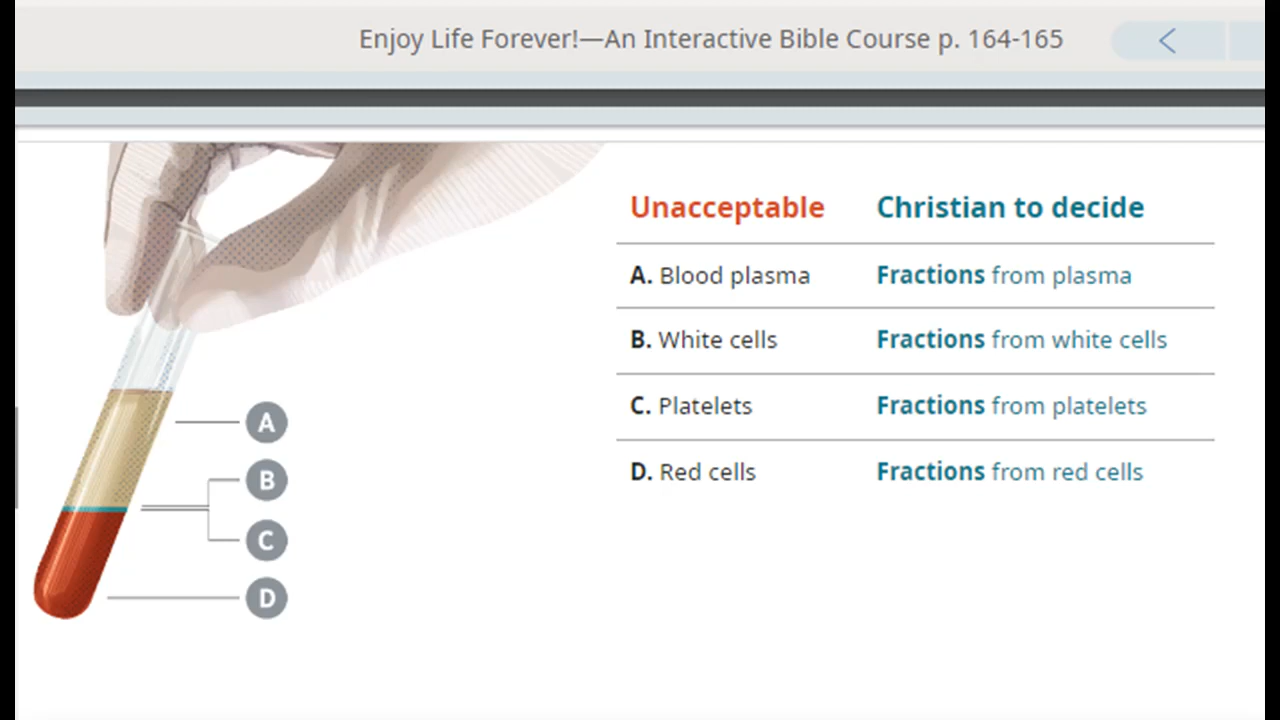 Enjoy Life Forever!—An Interactive Bible Course p. 164-165
Unacceptable Christian to decide
A. Blood plasma Fractions from plasma
B. White cells Fractions from white cells
C. Platelets Fractions from platelets
D. Red cells Fractions from red cells
A
B
C
D